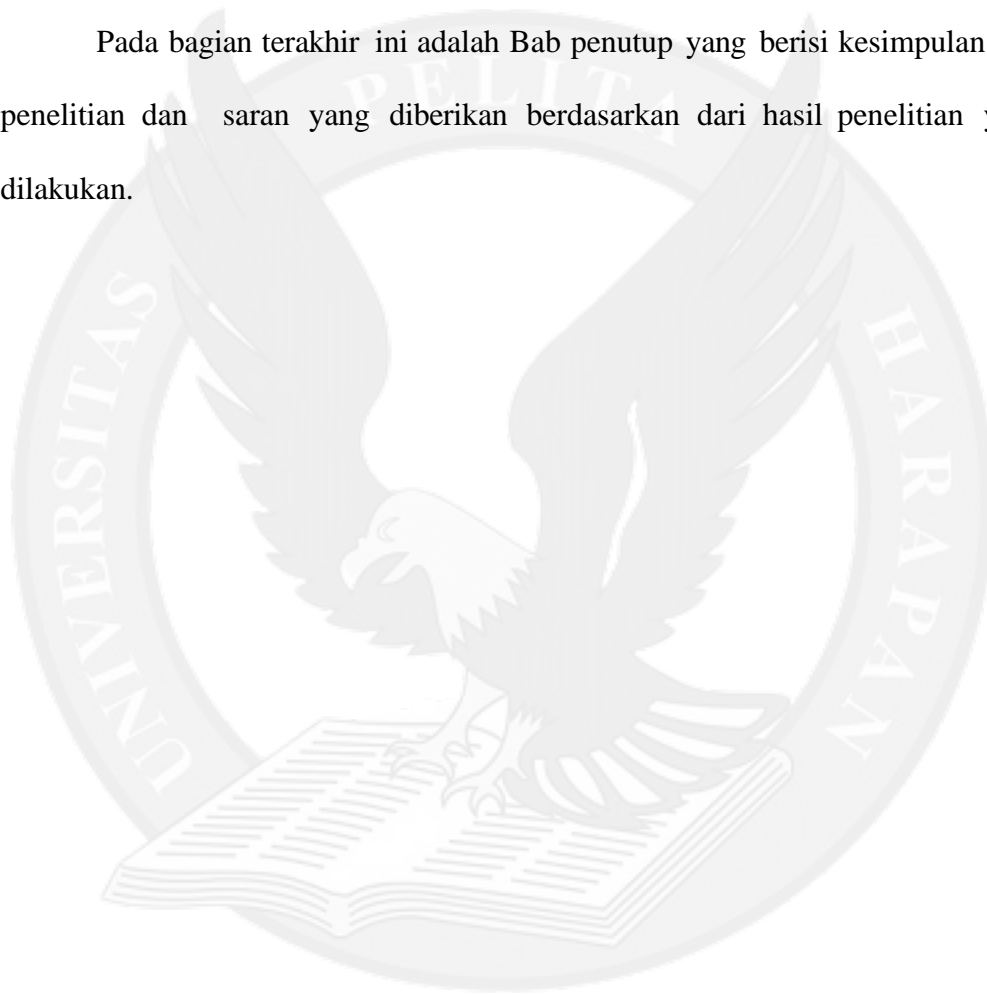 Pada bagian terakhir ini adalah Bab penutup yang berisi kesimpulan
PELITA
penelitian dan saran yang diberikan berdasarkan dari hasil penelitian
dilakukan.
UNIVERSITAS
HARAPAN